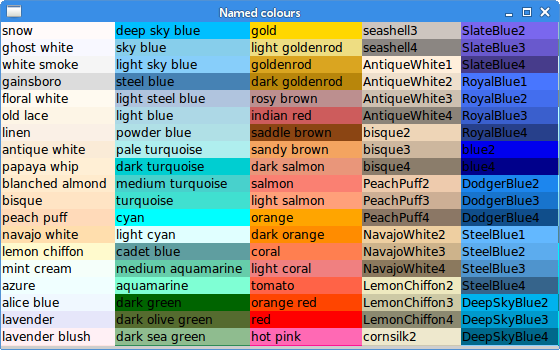 Named colours
snow deep sky blue gold seashell3 SlateBlue2
ghost white sky blue light goldenrod seashell4 SlateBlue3
white smoke light sky blue goldenrod AntiqueWhite1 SlateBlue4
gainsboro steel blue dark goldenrod AntiqueWhite2 RoyalBlue1
floral white light steel blue rosy brown AntiqueWhite3 RoyalBlue2
old lace light blue indian red AntiqueWhite4 RoyalBlue3
linen powder blue saddle brown bisque2 RoyalBlue4
antique white pale turquoise sandy brown bisque3 blue2
papaya whip dark turquoise dark salmon bisque4 blue4
blanched almond medium turquoise salmon PeachPuff2 DodgerBlue2
bisque turquoise light salmon PeachPuff3 DodgerBlue3
peach puff cyan orange PeachPuff4 DodgerBlue4
navajo white light cyan dark orange NavajoWhite2 SteelBlue1
lemon chiffon cadet blue coral NavajoWhite3 SteelBlue2
mint cream medium aquamarine light coral NavajoWhite4 SteelBlue3
azure aquamarine tomato LemonChiffon2 SteelBlue4
alice blue dark green orange red LemonChiffon3 DeepSkyBlue2
lavender dark olive green red LemonChiffon4 DeepSkyBlue3
lavender blush dark sea green hot pink cornsilk2 DeepSkyBlue4